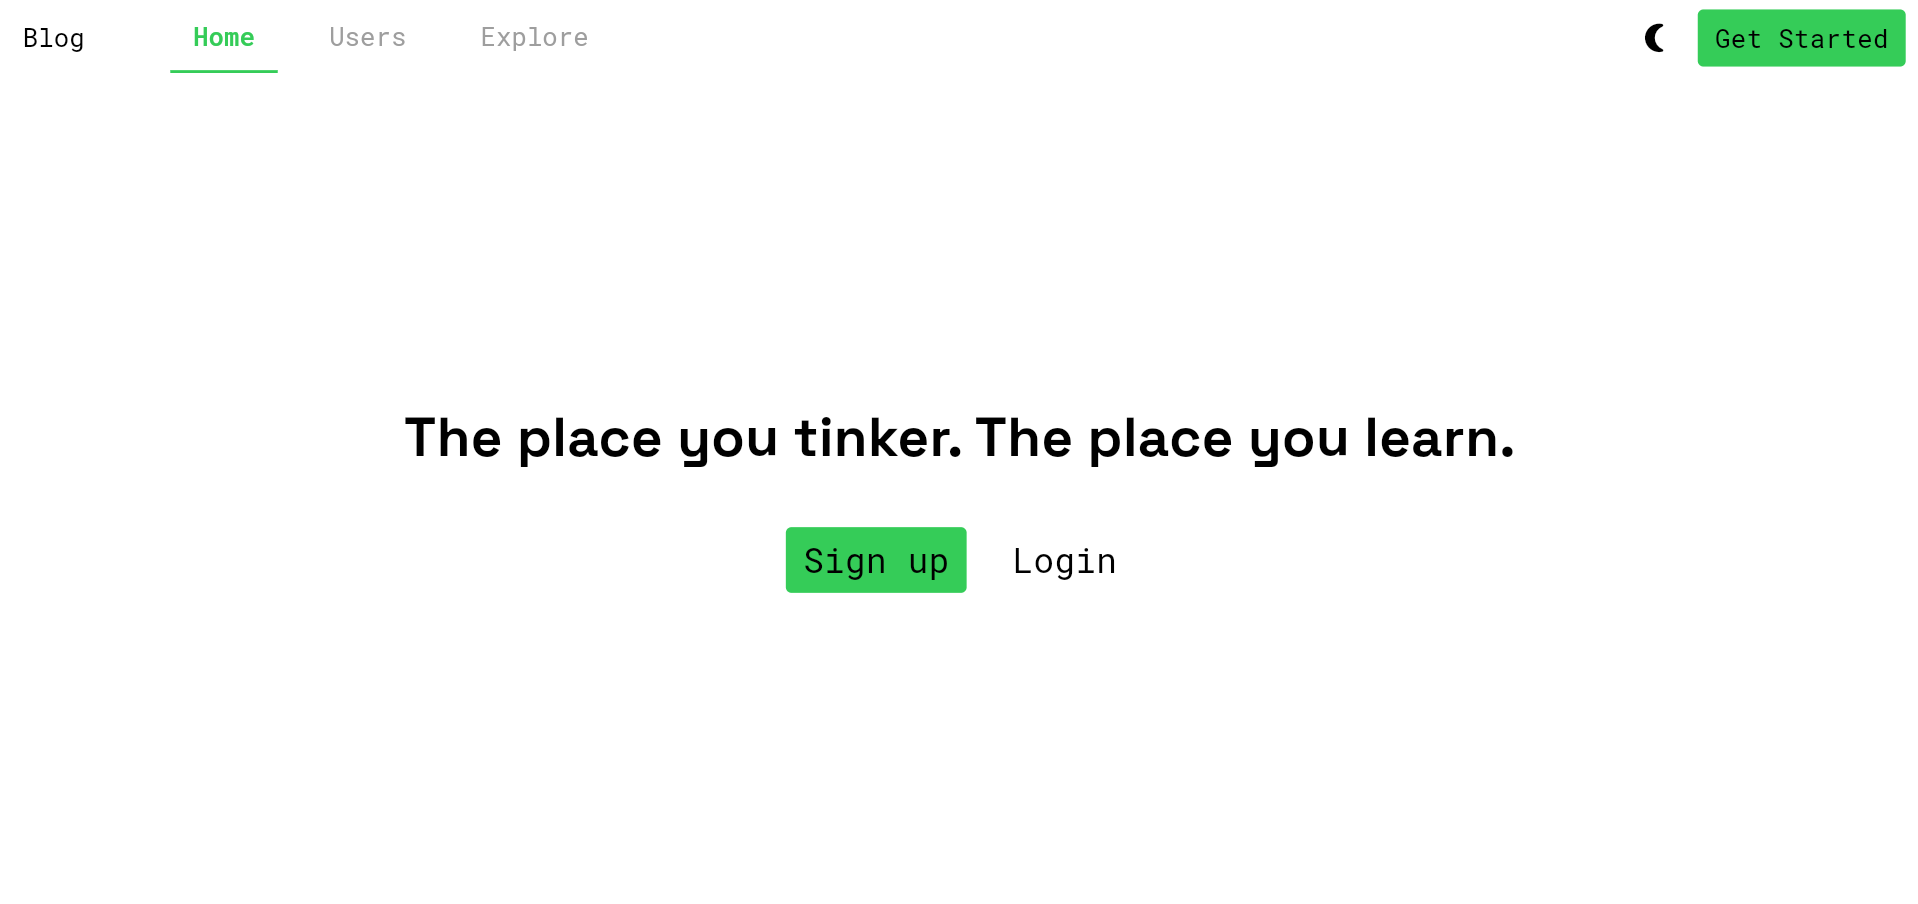 Blog Home Users Explore Get Started
The place you tinker. The place you learn.
Sign up Login